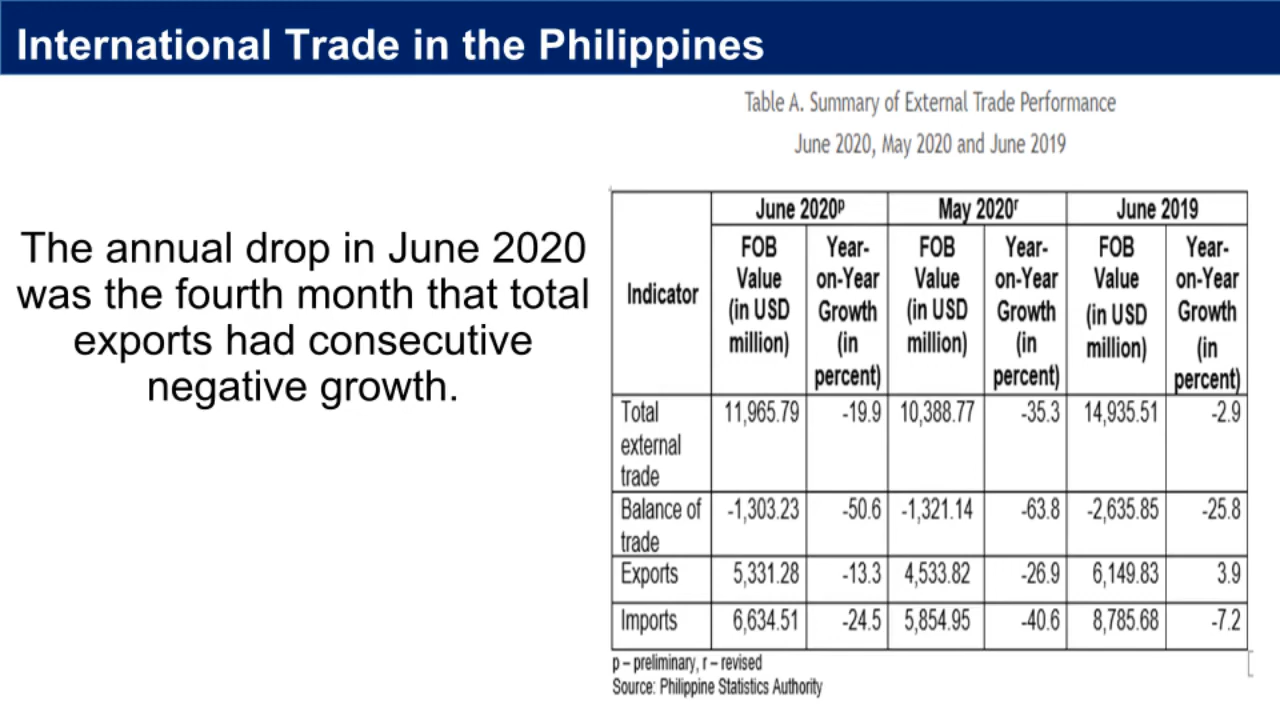 International Trade in the Philippines
Table A. Summary of External Trade Performance
June 2020, May 2020 and June 2019
The annual drop in June 2020
was the fourth month that total
exports had consecutive
negative growth.
Indicator
June 2020p
May 2020r
June 2019
FOB Value (in USD million)
Year-on-Year Growth (in percent)
FOB Value (in USD million)
Year-on-Year Growth (in percent)
FOB Value (in USD million)
Year-on-Year Growth (in percent)
Total external trade 11,965.79 -19.9 10,388.77 -35.3 14,935.51 -2.9
Balance of trade -1,303.23 -50.6 -1,321.14 -63.8 -2,635.85 -25.8
Exports 5,331.28 -13.3 4,533.82 -26.9 6,149.83 3.9
Imports 6,634.51 -24.5 5,854.95 -40.6 8,785.68 -7.2
p – preliminary, r – revised
Source: Philippine Statistics Authority